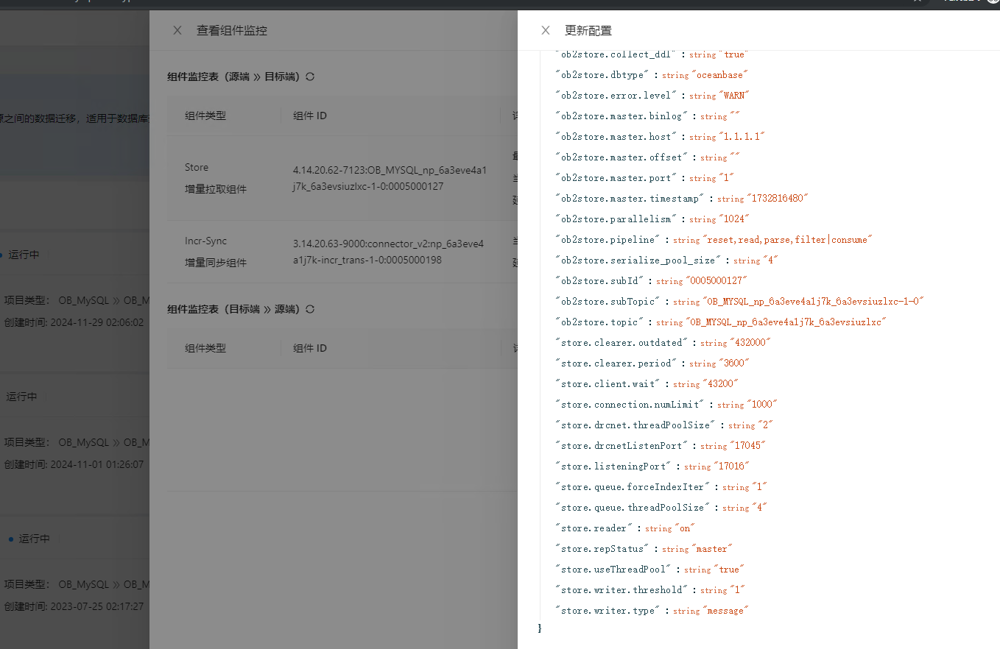 查看组件监控
更新配置
组件监控表（源端 » 目标端）
组件类型
组件 ID
Store
增量拉取组件
4.14.20.62-7123:OB_MYSQL_np_6a3eve4a1
j7k_6a3evsiuzlxc-1-0:0005000127
Incr-Sync
增量同步组件
3.14.20.63-9000:connector_v2:np_6a3eve4
a1j7k-incr_trans-1-0:0005000198
组件监控表（目标端 » 源端）
组件类型
组件 ID
源之间的数据迁移，适用于数据库
运行中
项目类型： OB_MySQL » OB_M
创建时间: 2024-11-29 02:06:02
运行中
项目类型： OB_MySQL » OB_M
创建时间: 2024-11-01 01:26:07
运行中
项目类型： OB_MySQL » OB_M
创建时间: 2023-07-25 02:17:27
"ob2store.collect_ddl" : string "true"
"ob2store.dbtype" : string "oceanbase"
"ob2store.error.level" : string "WARN"
"ob2store.master.binlog" : string ""
"ob2store.master.host" : string "1.1.1.1"
"ob2store.master.offset" : string ""
"ob2store.master.port" : string "1"
"ob2store.master.timestamp" : string "1732816480"
"ob2store.parallelism" : string "1024"
"ob2store.pipeline" : string "reset,read,parse,filter|consume"
"ob2store.serialize_pool_size" : string "4"
"ob2store.subId" : string "0005000127"
"ob2store.subTopic" : string "OB_MYSQL_np_6a3eve4a1j7k_6a3evsiuzlxc-1-0"
"ob2store.topic" : string "OB_MYSQL_np_6a3eve4a1j7k_6a3evsiuzlxc"
"store.clearer.outdated" : string "432000"
"store.clearer.period" : string "3600"
"store.client.wait" : string "43200"
"store.connection.numLimit" : string "1000"
"store.drcnet.threadPoolSize" : string "2"
"store.drcnetListenPort" : string "17045"
"store.listeningPort" : string "17016"
"store.queue.forceIndexIter" : string "1"
"store.queue.threadPoolSize" : string "4"
"store.reader" : string "on"
"store.repStatus" : string "master"
"store.useThreadPool" : string "true"
"store.writer.threshold" : string "1"
"store.writer.type" : string "message"
}